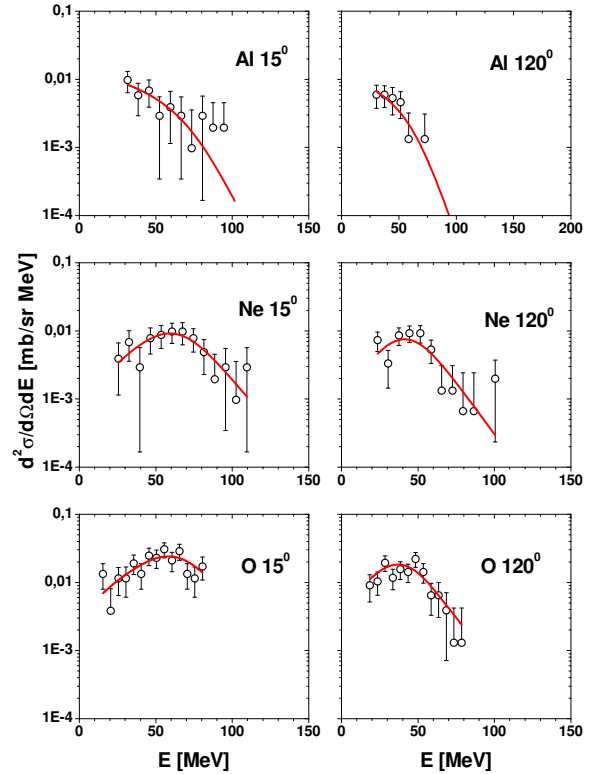 0,1
0,01
1E-3
1E-4
Al 15⁰
0 50 100 150
Al 120⁰
0 50 100 150 200
d²σ/dΩdE [mb/sr MeV]
0,1
0,01
1E-3
1E-4
Ne 15⁰
0 50 100 150
Ne 120⁰
0 50 100 150
0,1
0,01
1E-3
1E-4
O 15⁰
0 50 100 150
E [MeV]
O 120⁰
0 50 100 150
E [MeV]